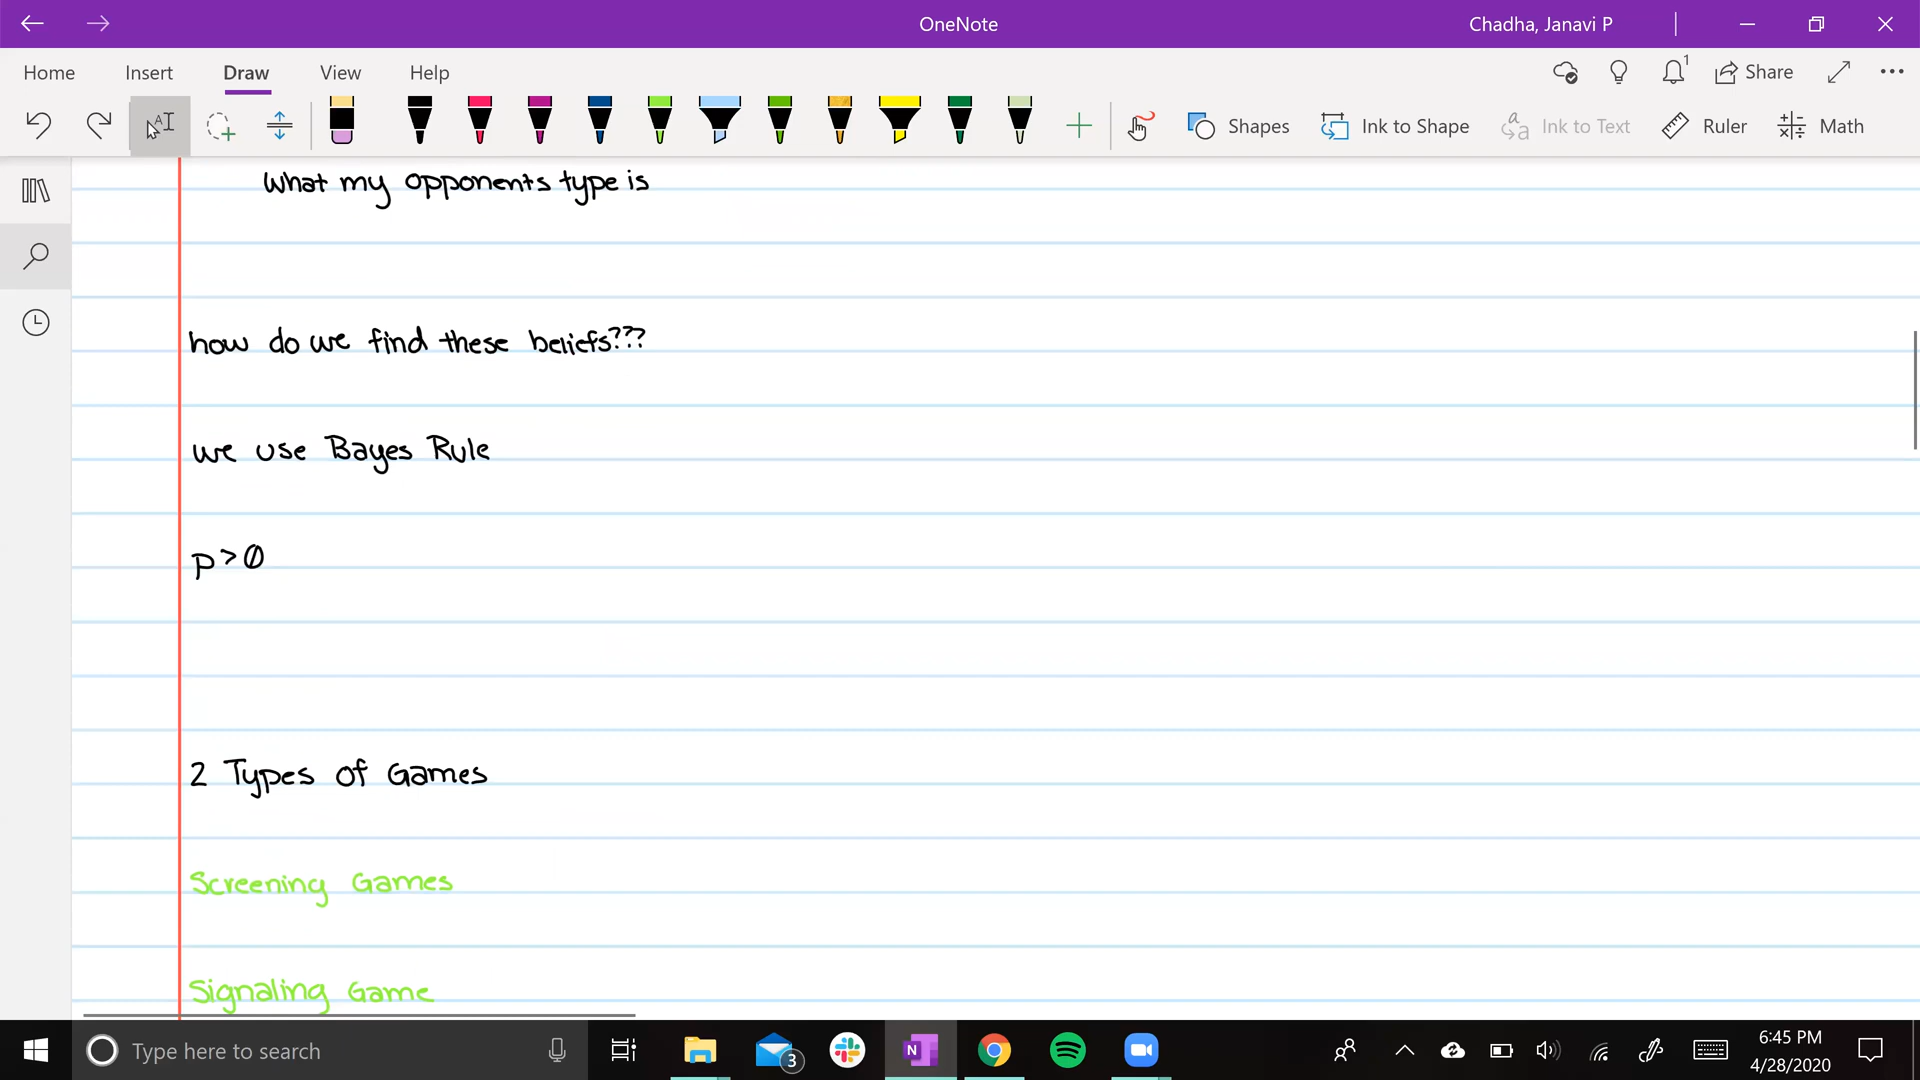 OneNote
Chadha, Janavi P
Home Insert Draw View Help
1
Share
Shapes
Ink to Shape
Ink to Text
Ruler
Math
What my opponents type is
how do we find these beliefs???
we use Bayes Rule
p>0
2 Types of Games
Screening Games
Signaling Game
Type here to search
3
N
6:45 PM
4/28/2020